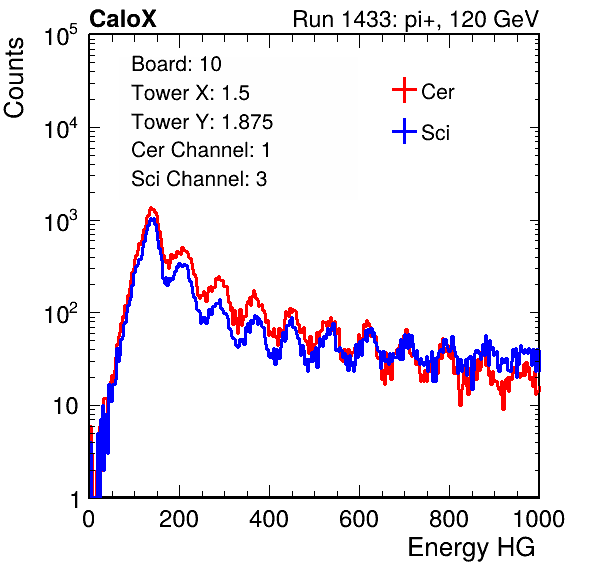 CaloX Run 1433: pi+, 120 GeV
Counts
10^5
10^4
10^3
10^2
10
1
Board: 10
Tower X: 1.5
Tower Y: 1.875
Cer Channel: 1
Sci Channel: 3
Cer
Sci
0 200 400 600 800 1000
Energy HG